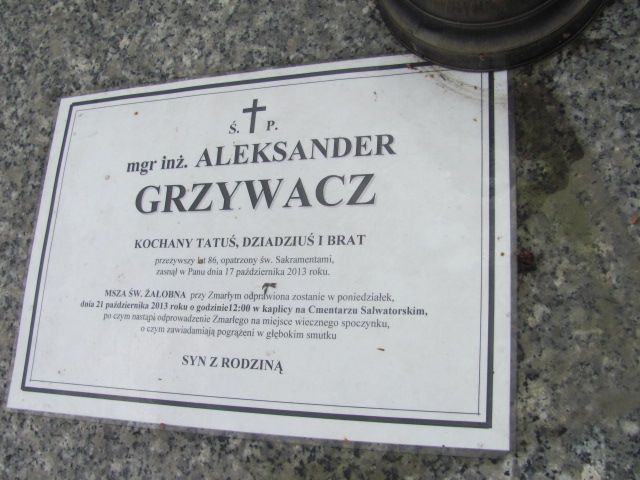 Ś. P.
mgr inż. ALEKSANDER
GRZYWACZ
KOCHANY TATUŚ, DZIADZIUŚ I BRAT
przeżywszy lat 86, opatrzony św. Sakramentami,
zasnął w Panu dnia 17 października 2013 roku.
MSZA ŚW. ŻAŁOBNA przy Zmarłym odprawiona zostanie w poniedziałek,
dnia 21 października 2013 roku o godzinie12:00 w kaplicy na Cmentarzu Salwatorskim,
po czym nastąpi odprowadzenie Zmarłego na miejsce wiecznego spoczynku,
o czym zawiadamiają pogrążeni w głębokim smutku
SYN Z RODZINĄ